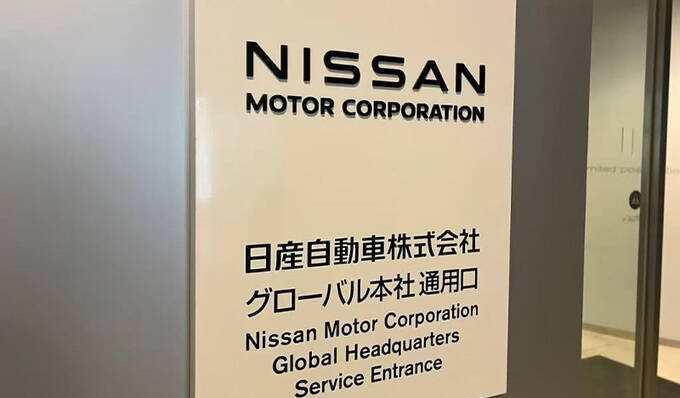 NISSAN
MOTOR CORPORATION
日産自動車株式会社
グローバル本社 通用口
Nissan Motor Corporation
Global Headquarters
Service Entrance